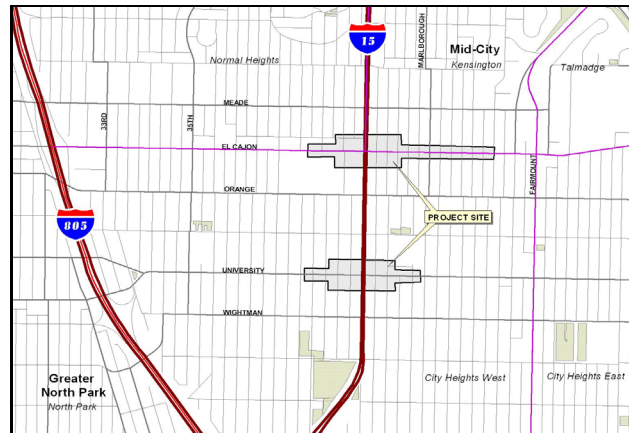 15
MARLBOROUGH
Mid-City
Kensington
Normal Heights
Talmadge
MEADE
33RD
35TH
EL CAJON
FAIRMOUNT
ORANGE
PROJECT SITE
805
UNIVERSITY
WIGHTMAN
Greater
North Park
North Park
City Heights West
City Heights East